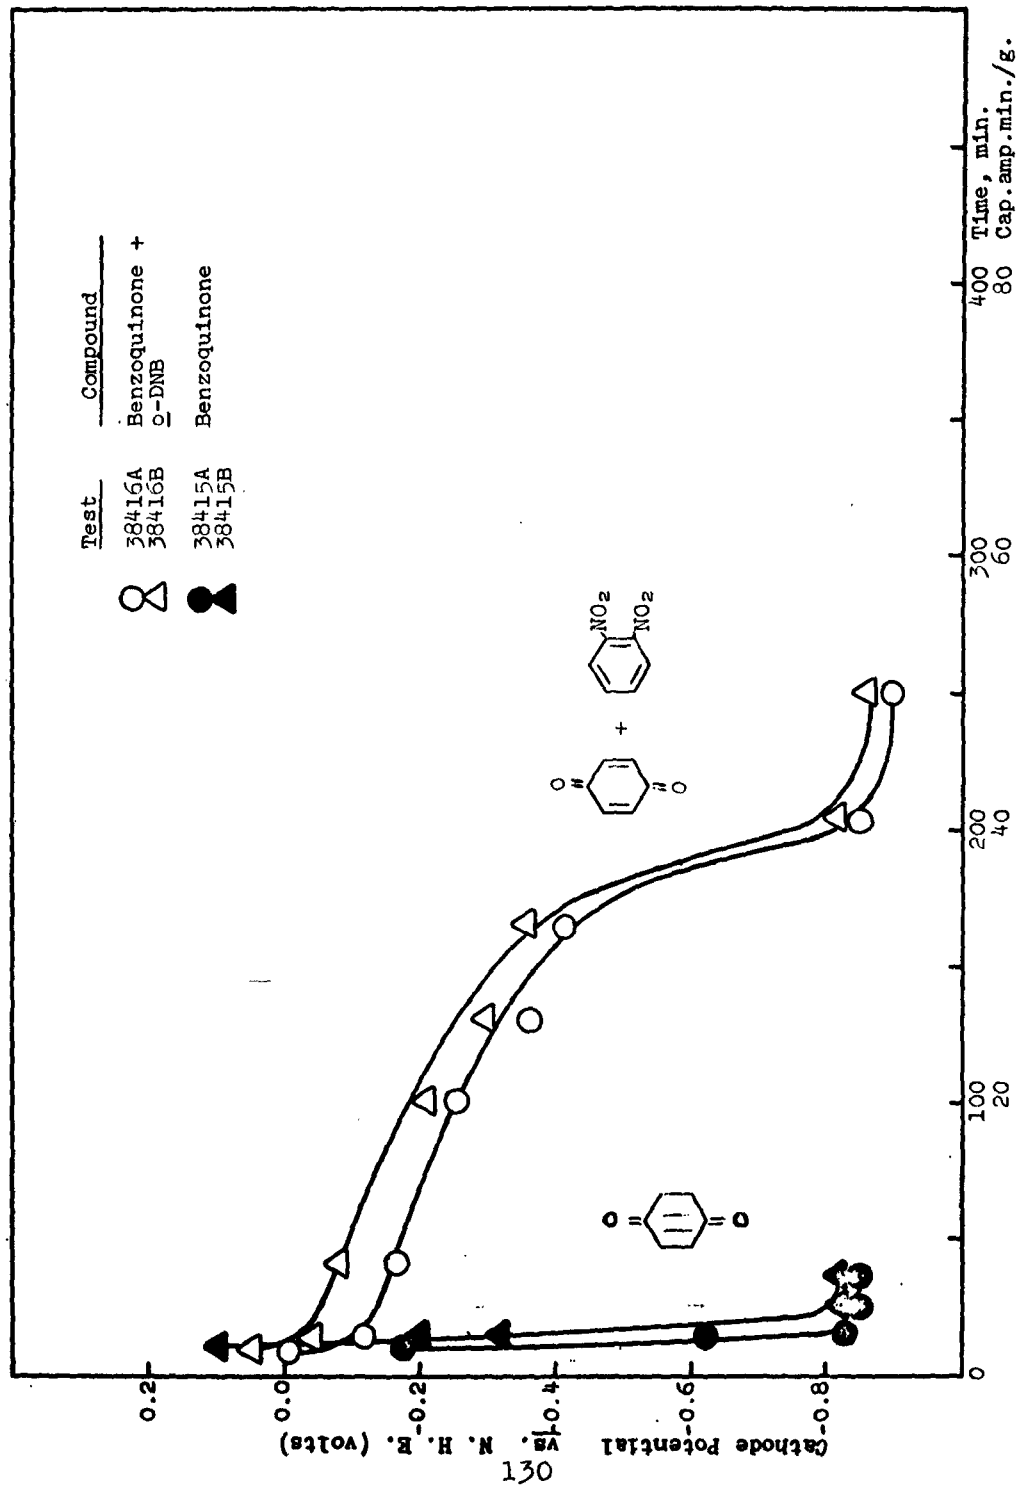 Test Compound
38416A Benzoquinone +
38416B o-DNB
38415A Benzoquinone
38415B
0.2
0.0
-0.2
-0.4
-0.6
-0.8
Cathode Potential
vs. N. H. E. (volts)
O
O
+
O
O
NO2
NO2
0 100 200 300 400 Time, min.
20 40 60 80 Cap.amp.min./g.
130